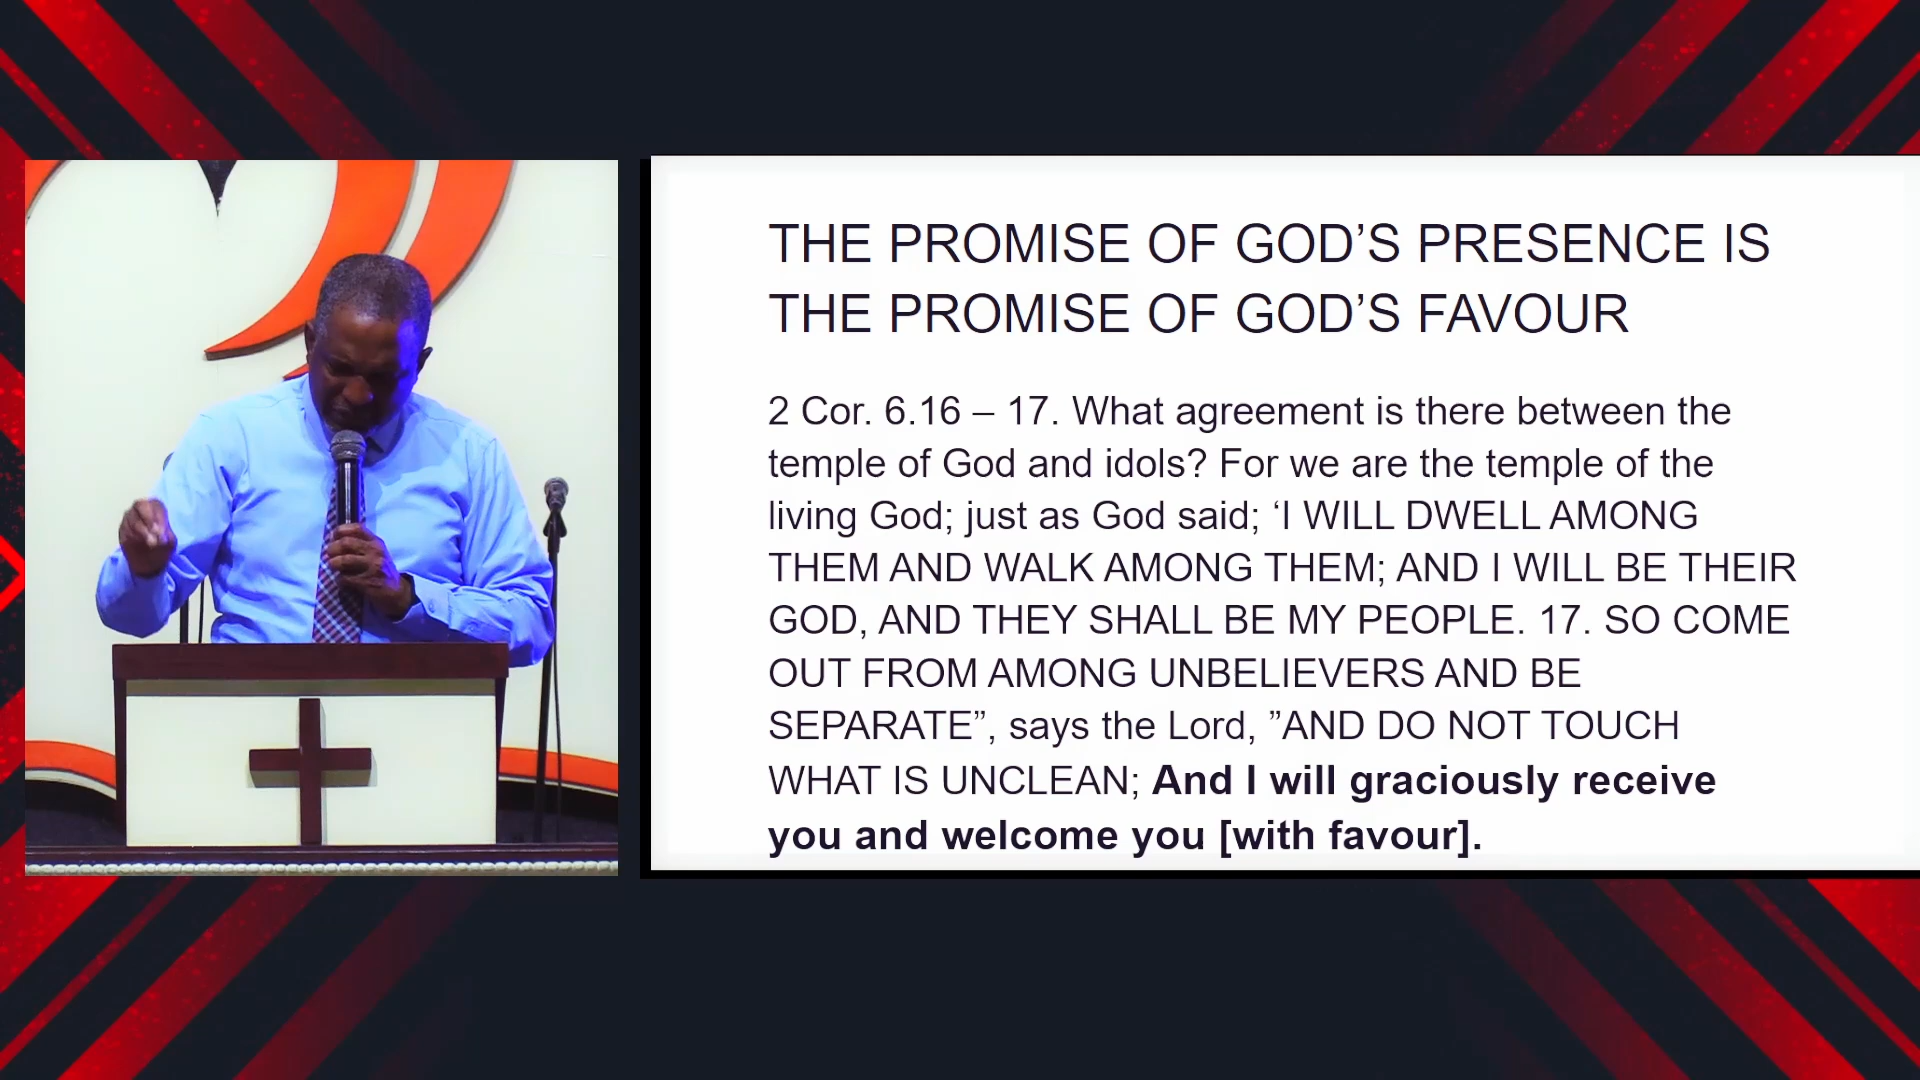 THE PROMISE OF GOD’S PRESENCE IS
THE PROMISE OF GOD’S FAVOUR
2 Cor. 6.16 – 17. What agreement is there between the
temple of God and idols? For we are the temple of the
living God; just as God said; ‘I WILL DWELL AMONG
THEM AND WALK AMONG THEM; AND I WILL BE THEIR
GOD, AND THEY SHALL BE MY PEOPLE. 17. SO COME
OUT FROM AMONG UNBELIEVERS AND BE
SEPARATE”, says the Lord, ”AND DO NOT TOUCH
WHAT IS UNCLEAN; And I will graciously receive
you and welcome you [with favour].